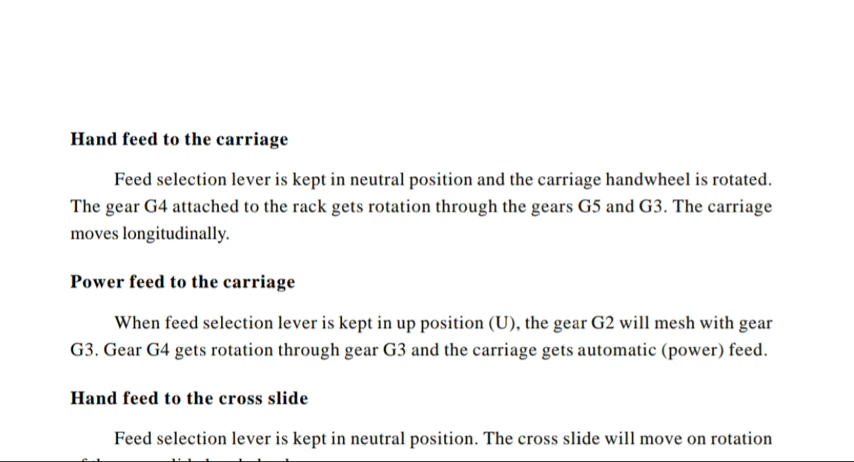 Hand feed to the carriage
Feed selection lever is kept in neutral position and the carriage handwheel is rotated.
The gear G4 attached to the rack gets rotation through the gears G5 and G3. The carriage
moves longitudinally.
Power feed to the carriage
When feed selection lever is kept in up position (U), the gear G2 will mesh with gear
G3. Gear G4 gets rotation through gear G3 and the carriage gets automatic (power) feed.
Hand feed to the cross slide
Feed selection lever is kept in neutral position. The cross slide will move on rotation